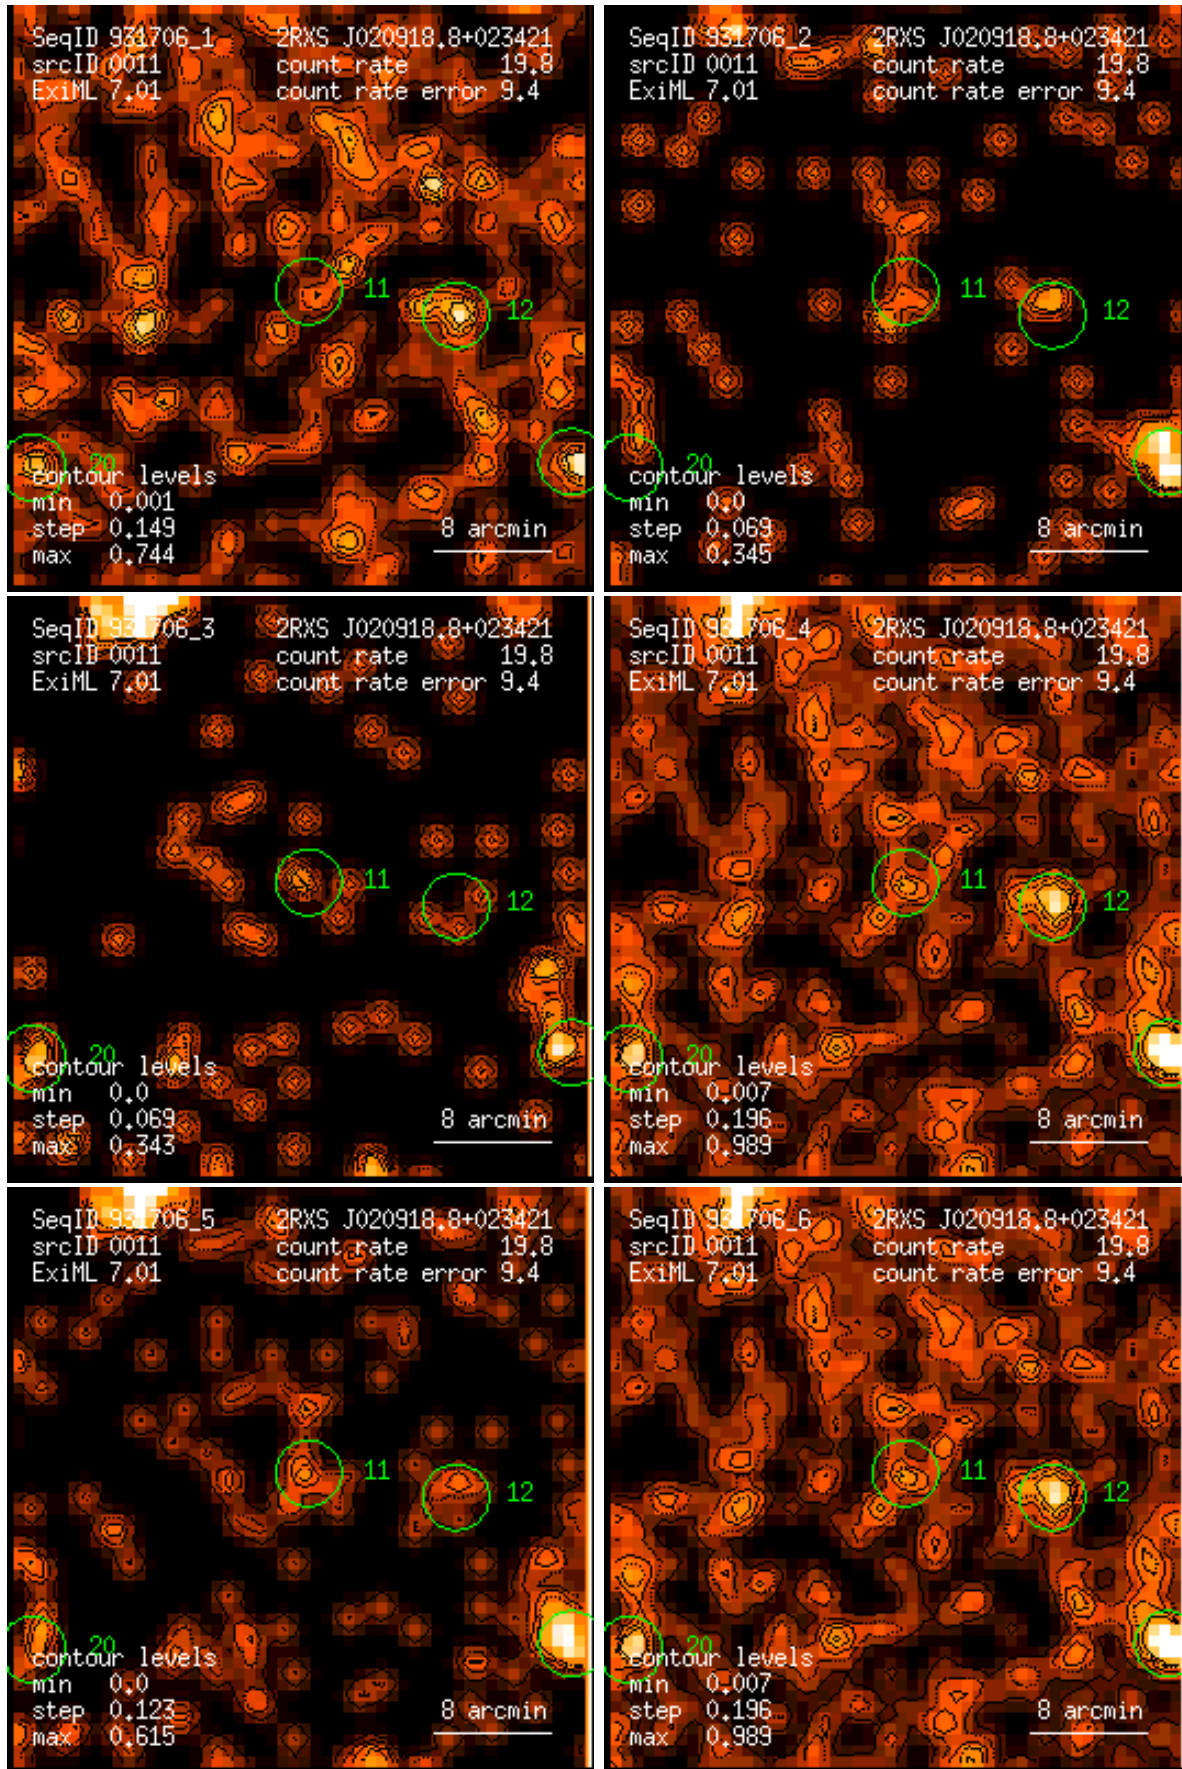 SeqID 931706_1 2RXS J020918.8+023421
srcID 0011 count rate 19.8
ExiML 7.01 count rate error 9.4
11
12
20
contour levels
min 0.001
step 0.149 8 arcmin
max 0.744
SeqID 931706_2 2RXS J020918.8+023421
srcID 0011 count rate 19.8
ExiML 7.01 count rate error 9.4
11
12
20
contour levels
min 0.0
step 0.069 8 arcmin
max 0.345
SeqID 931706_3 2RXS J020918.8+023421
srcID 0011 count rate 19.8
ExiML 7.01 count rate error 9.4
11
12
20
contour levels
min 0.0
step 0.069 8 arcmin
max 0.343
SeqID 931706_4 2RXS J020918.8+023421
srcID 0011 count rate 19.8
ExiML 7.01 count rate error 9.4
11
12
20
contour levels
min 0.007
step 0.196 8 arcmin
max 0.989
SeqID 931706_5 2RXS J020918.8+023421
srcID 0011 count rate 19.8
ExiML 7.01 count rate error 9.4
11
12
20
contour levels
min 0.0
step 0.123 8 arcmin
max 0.615
SeqID 931706_6 2RXS J020918.8+023421
srcID 0011 count rate 19.8
ExiML 7.01 count rate error 9.4
11
12
20
contour levels
min 0.007
step 0.196 8 arcmin
max 0.989